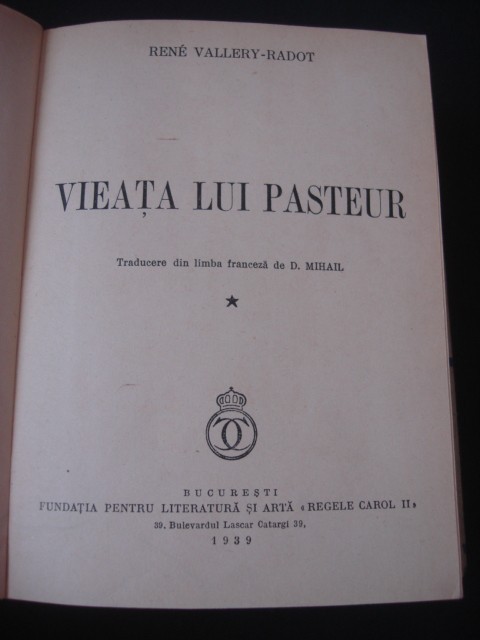 RENÉ VALLERY-RADOT
VIEAȚA LUI PASTEUR
Traducere din limba franceză de D. MIHAIL
★
BUCUREȘTI
FUNDAȚIA PENTRU LITERATURĂ ȘI ARTĂ «REGELE CAROL II»
39, Bulevardul Lascar Catargi 39,
1939